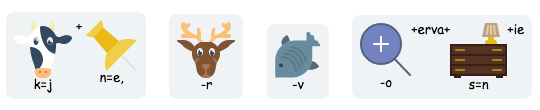 +
k=j n=e,
-r
-v
+erva+ +ie
-o s=n